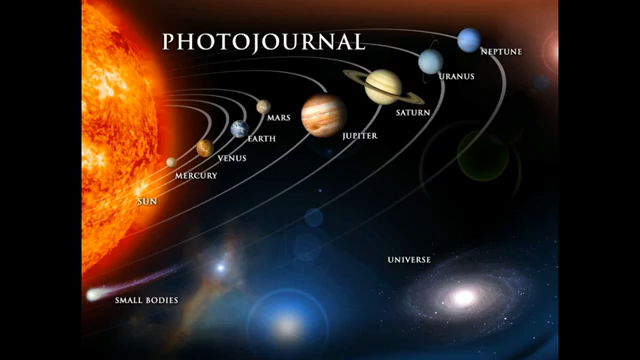 PHOTOJOURNAL
NEPTUNE
URANUS
SATURN
MARS
JUPITER
EARTH
VENUS
MERCURY
SUN
UNIVERSE
SMALL BODIES